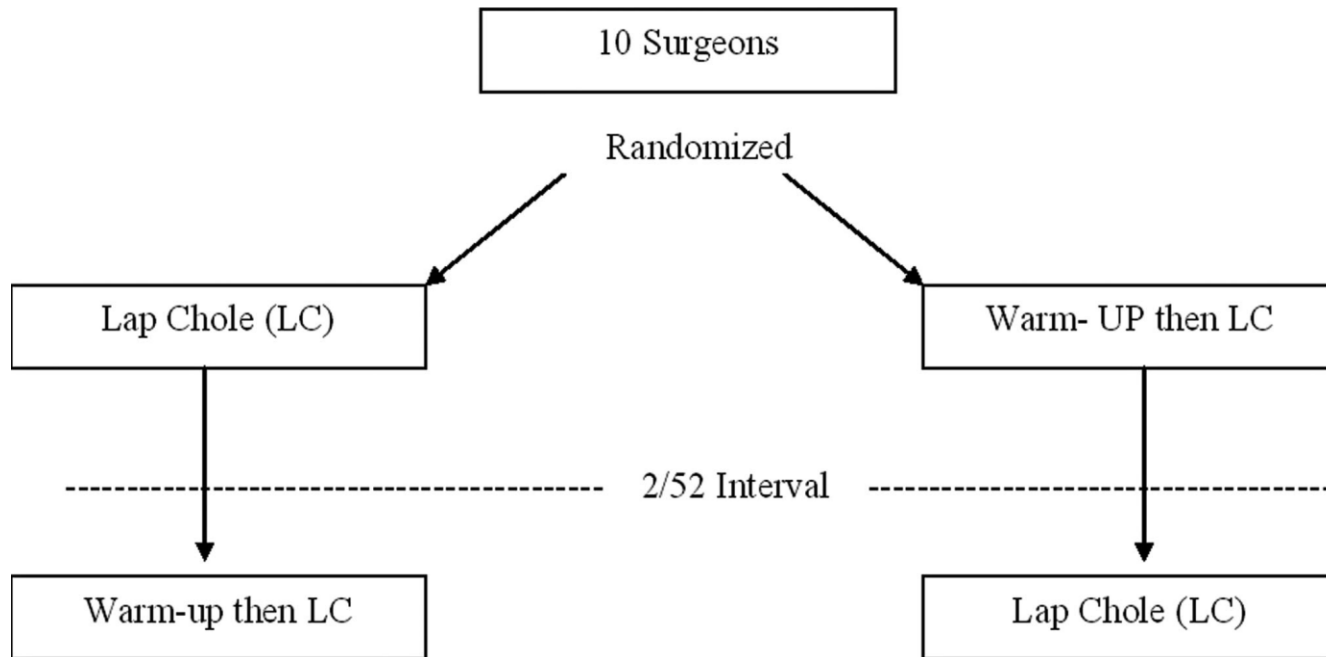 10 Surgeons
Randomized
Lap Chole (LC)
Warm- UP then LC
2/52 Interval
Warm-up then LC
Lap Chole (LC)